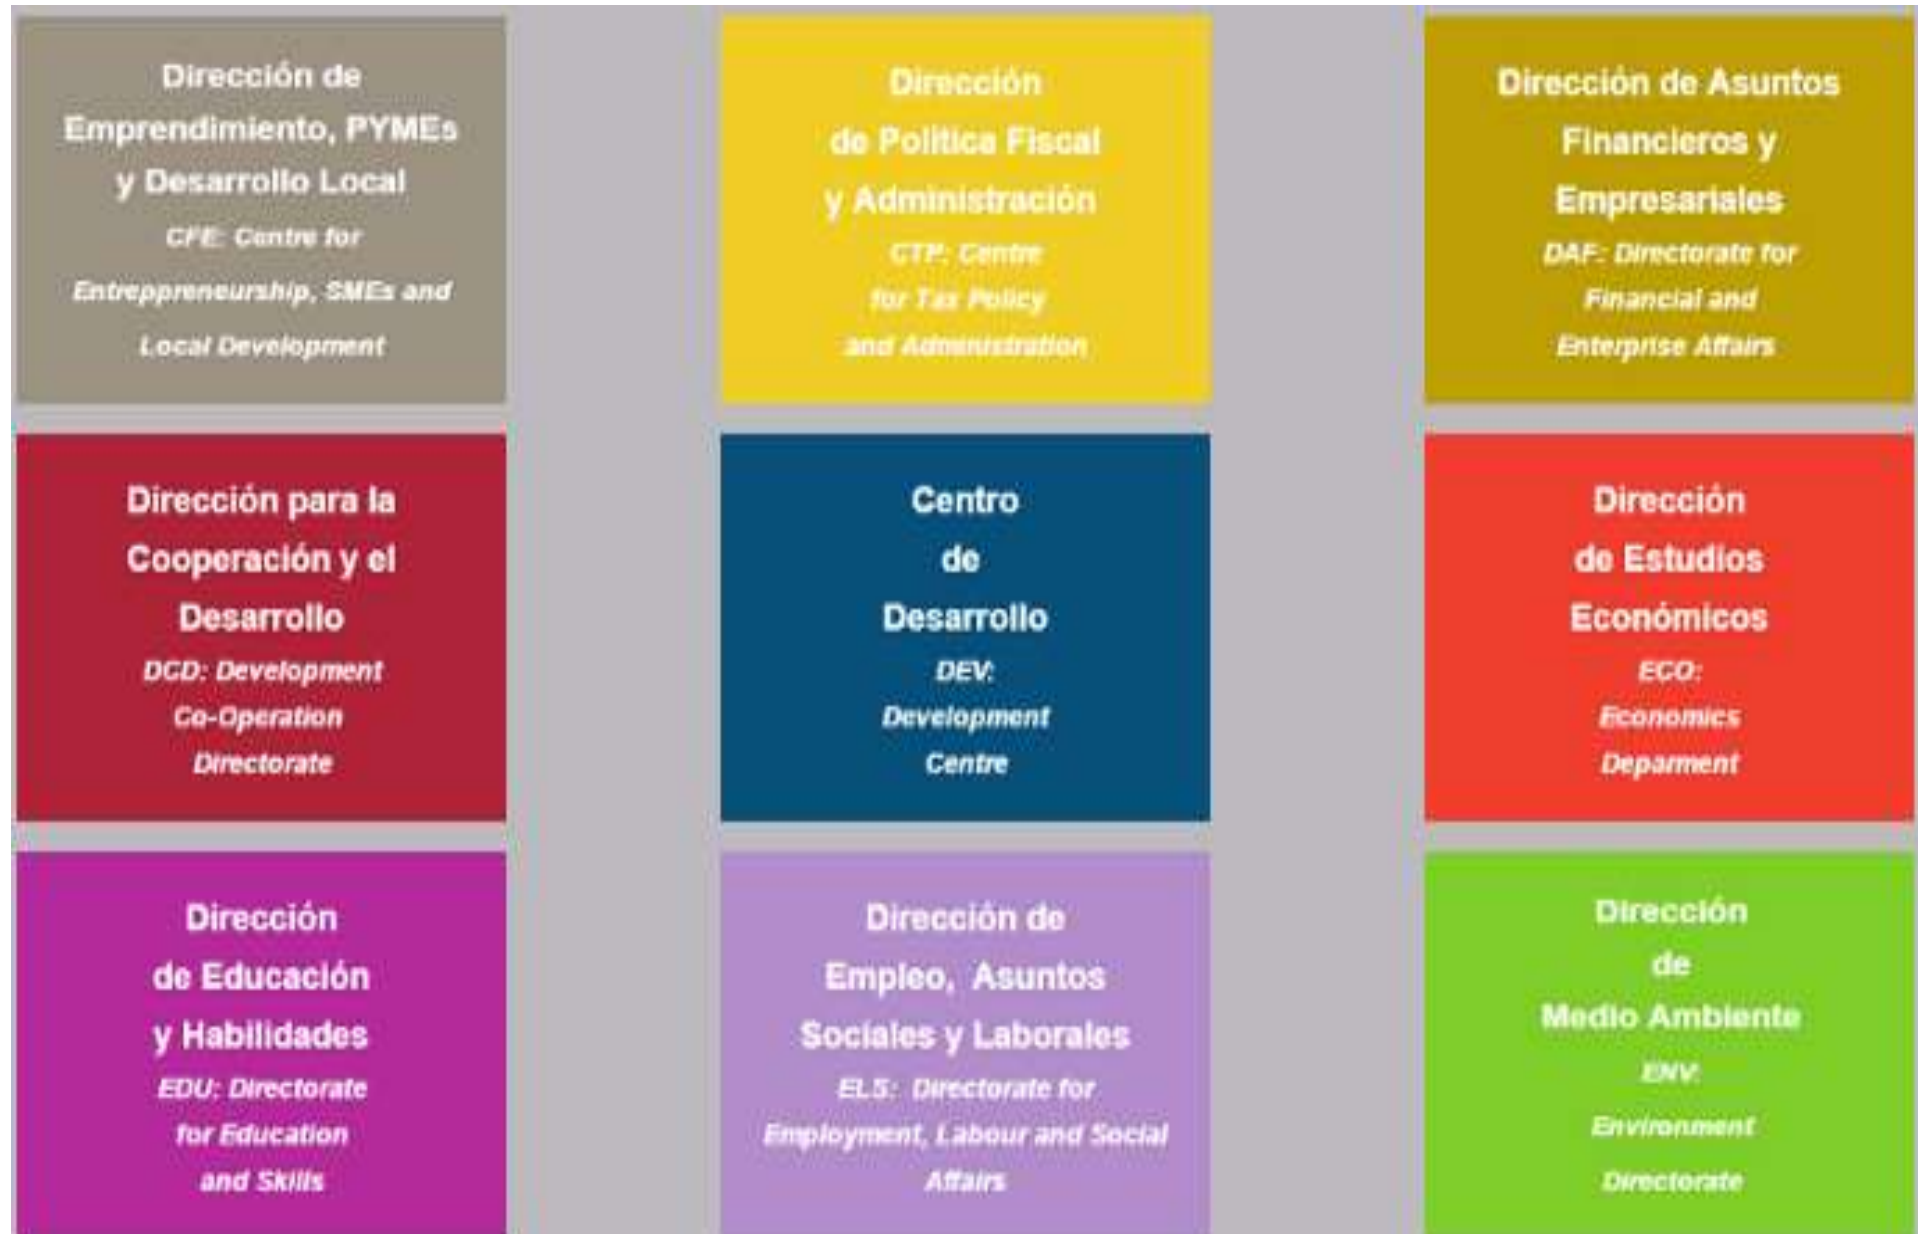 Dirección de
Emprendimiento, PYMEs
y Desarrollo Local
CFE: Centre for
Entreppreneurship, SMEs and
Local Development
Dirección
de Política Fiscal
y Administración
CTP: Centre
for Tax Policy
and Administration
Dirección de Asuntos
Financieros y
Empresariales
DAF: Directorate for
Financial and
Enterprise Affairs
Dirección para la
Cooperación y el
Desarrollo
DCD: Development
Co-Operation
Directorate
Centro
de
Desarrollo
DEV:
Development
Centre
Dirección
de Estudios
Económicos
ECO:
Economics
Deparment
Dirección
de Educación
y Habilidades
EDU: Directorate
for Education
and Skills
Dirección de
Empleo, Asuntos
Sociales y Laborales
ELS: Directorate for
Employment, Labour and Social
Affairs
Dirección
de
Medio Ambiente
ENV:
Environment
Directorate